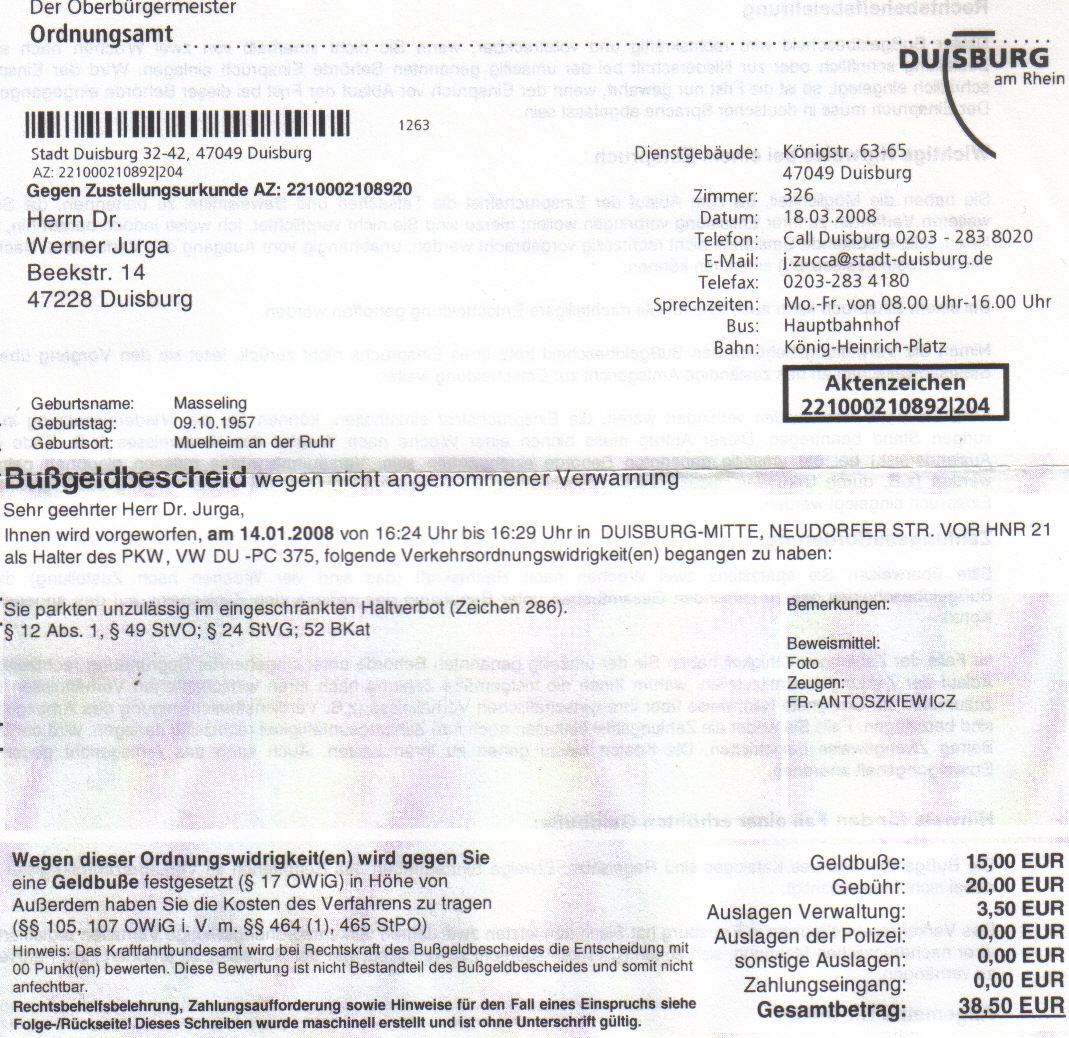 Der Oberbürgermeister
Ordnungsamt
DUISBURG
am Rhein
1263
Stadt Duisburg 32-42, 47049 Duisburg
AZ: 221000210892|204
Gegen Zustellungsurkunde AZ: 2210002108920
Herrn Dr.
Werner Jurga
Beekstr. 14
47228 Duisburg
Dienstgebäude: Königstr. 63-65
47049 Duisburg
Zimmer: 326
Datum: 18.03.2008
Telefon: Call Duisburg 0203 - 283 8020
E-Mail: j.zucca@stadt-duisburg.de
Telefax: 0203-283 4180
Sprechzeiten: Mo.-Fr. von 08.00 Uhr-16.00 Uhr
Bus: Hauptbahnhof
Bahn: König-Heinrich-Platz
Aktenzeichen
221000210892|204
Geburtsname: Masseling
Geburtstag: 09.10.1957
Geburtsort: Muelheim an der Ruhr
Bußgeldbescheid wegen nicht angenommener Verwarnung
Sehr geehrter Herr Dr. Jurga,
Ihnen wird vorgeworfen, am 14.01.2008 von 16:24 Uhr bis 16:29 Uhr in DUISBURG-MITTE, NEUDORFER STR. VOR HNR 21
als Halter des PKW, VW DU -PC 375, folgende Verkehrsordnungswidrigkeit(en) begangen zu haben:
Sie parkten unzulässig im eingeschränkten Haltverbot (Zeichen 286).
§ 12 Abs. 1, § 49 StVO; § 24 StVG; 52 BKat
Bemerkungen:
Beweismittel:
Foto
Zeugen:
FR. ANTOSZKIEWICZ
Wegen dieser Ordnungswidrigkeit(en) wird gegen Sie
eine Geldbuße festgesetzt (§ 17 OWiG) in Höhe von
Außerdem haben Sie die Kosten des Verfahrens zu tragen
(§§ 105, 107 OWiG i. V. m. §§ 464 (1), 465 StPO)
Hinweis: Das Kraftfahrtbundesamt wird bei Rechtskraft des Bußgeldbescheides die Entscheidung mit
00 Punkt(en) bewerten. Diese Bewertung ist nicht Bestandteil des Bußgeldbescheides und somit nicht
anfechtbar.
Rechtsbehelfsbelehrung, Zahlungsaufforderung sowie Hinweise für den Fall eines Einspruchs siehe
Folge-/Rückseite! Dieses Schreiben wurde maschinell erstellt und ist ohne Unterschrift gültig.
Geldbuße: 15,00 EUR
Gebühr: 20,00 EUR
Auslagen Verwaltung: 3,50 EUR
Auslagen der Polizei: 0,00 EUR
sonstige Auslagen: 0,00 EUR
Zahlungseingang: 0,00 EUR
Gesamtbetrag: 38,50 EUR